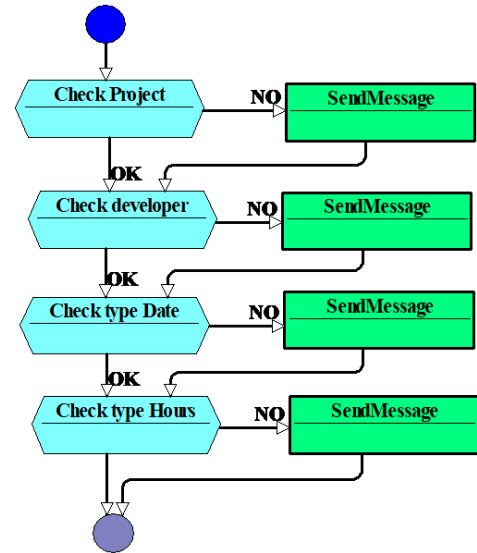 Check Project
NO
SendMessage
OK
Check developer
NO
SendMessage
OK
Check type Date
NO
SendMessage
OK
Check type Hours
NO
SendMessage